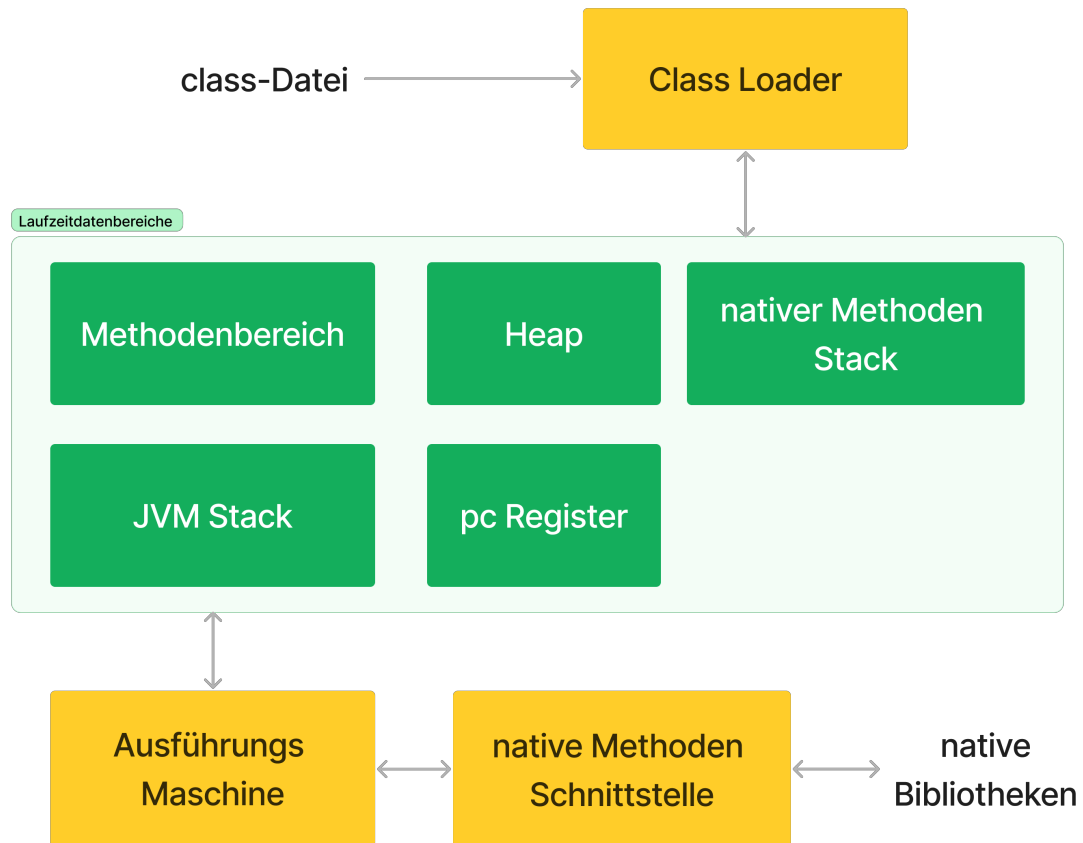 class-Datei
Class Loader
Laufzeitdatenbereiche
Methodenbereich
Heap
nativer Methoden
Stack
JVM Stack
pc Register
Ausführungs
Maschine
native Methoden
Schnittstelle
native
Bibliotheken